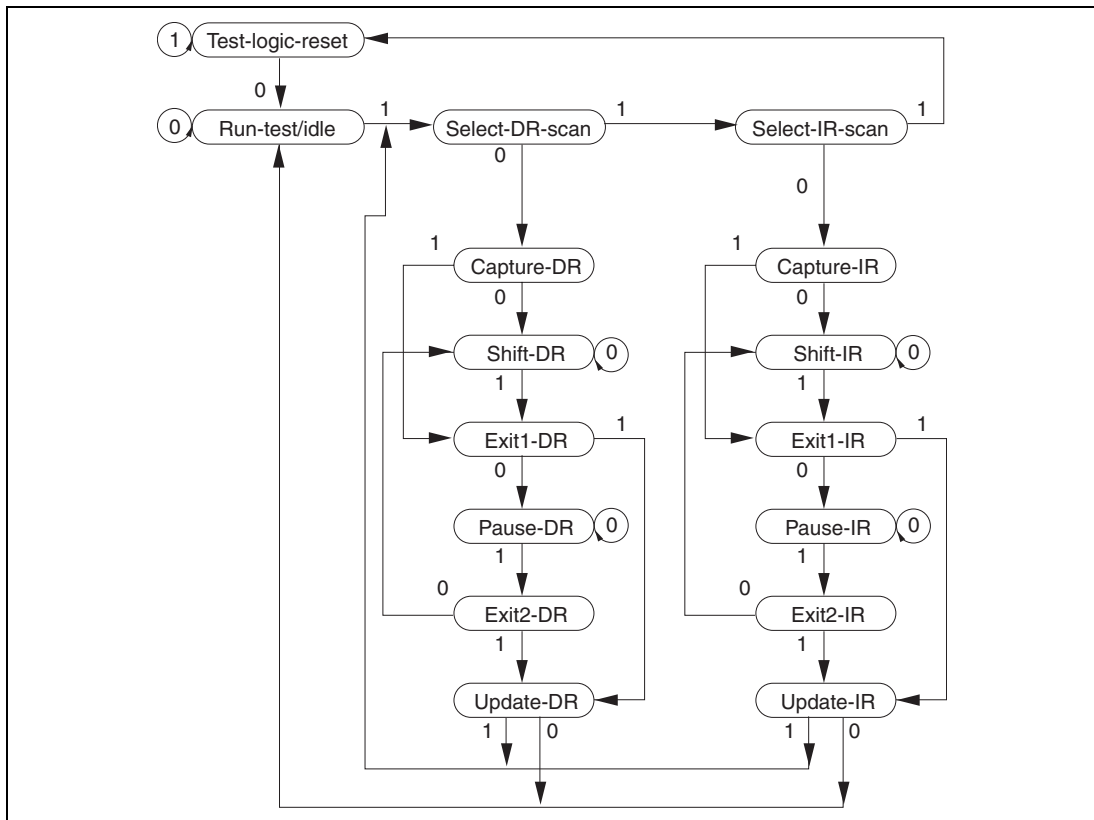 1 Test-logic-reset
0
0 Run-test/idle 1 Select-DR-scan 1 Select-IR-scan 1
0 0
1 1
Capture-DR Capture-IR
0 0
Shift-DR 0 Shift-IR 0
1 1
Exit1-DR 1 Exit1-IR 1
0 0
Pause-DR 0 Pause-IR 0
1 1
0 0
Exit2-DR Exit2-IR
1 1
Update-DR Update-IR
1 0 1 0